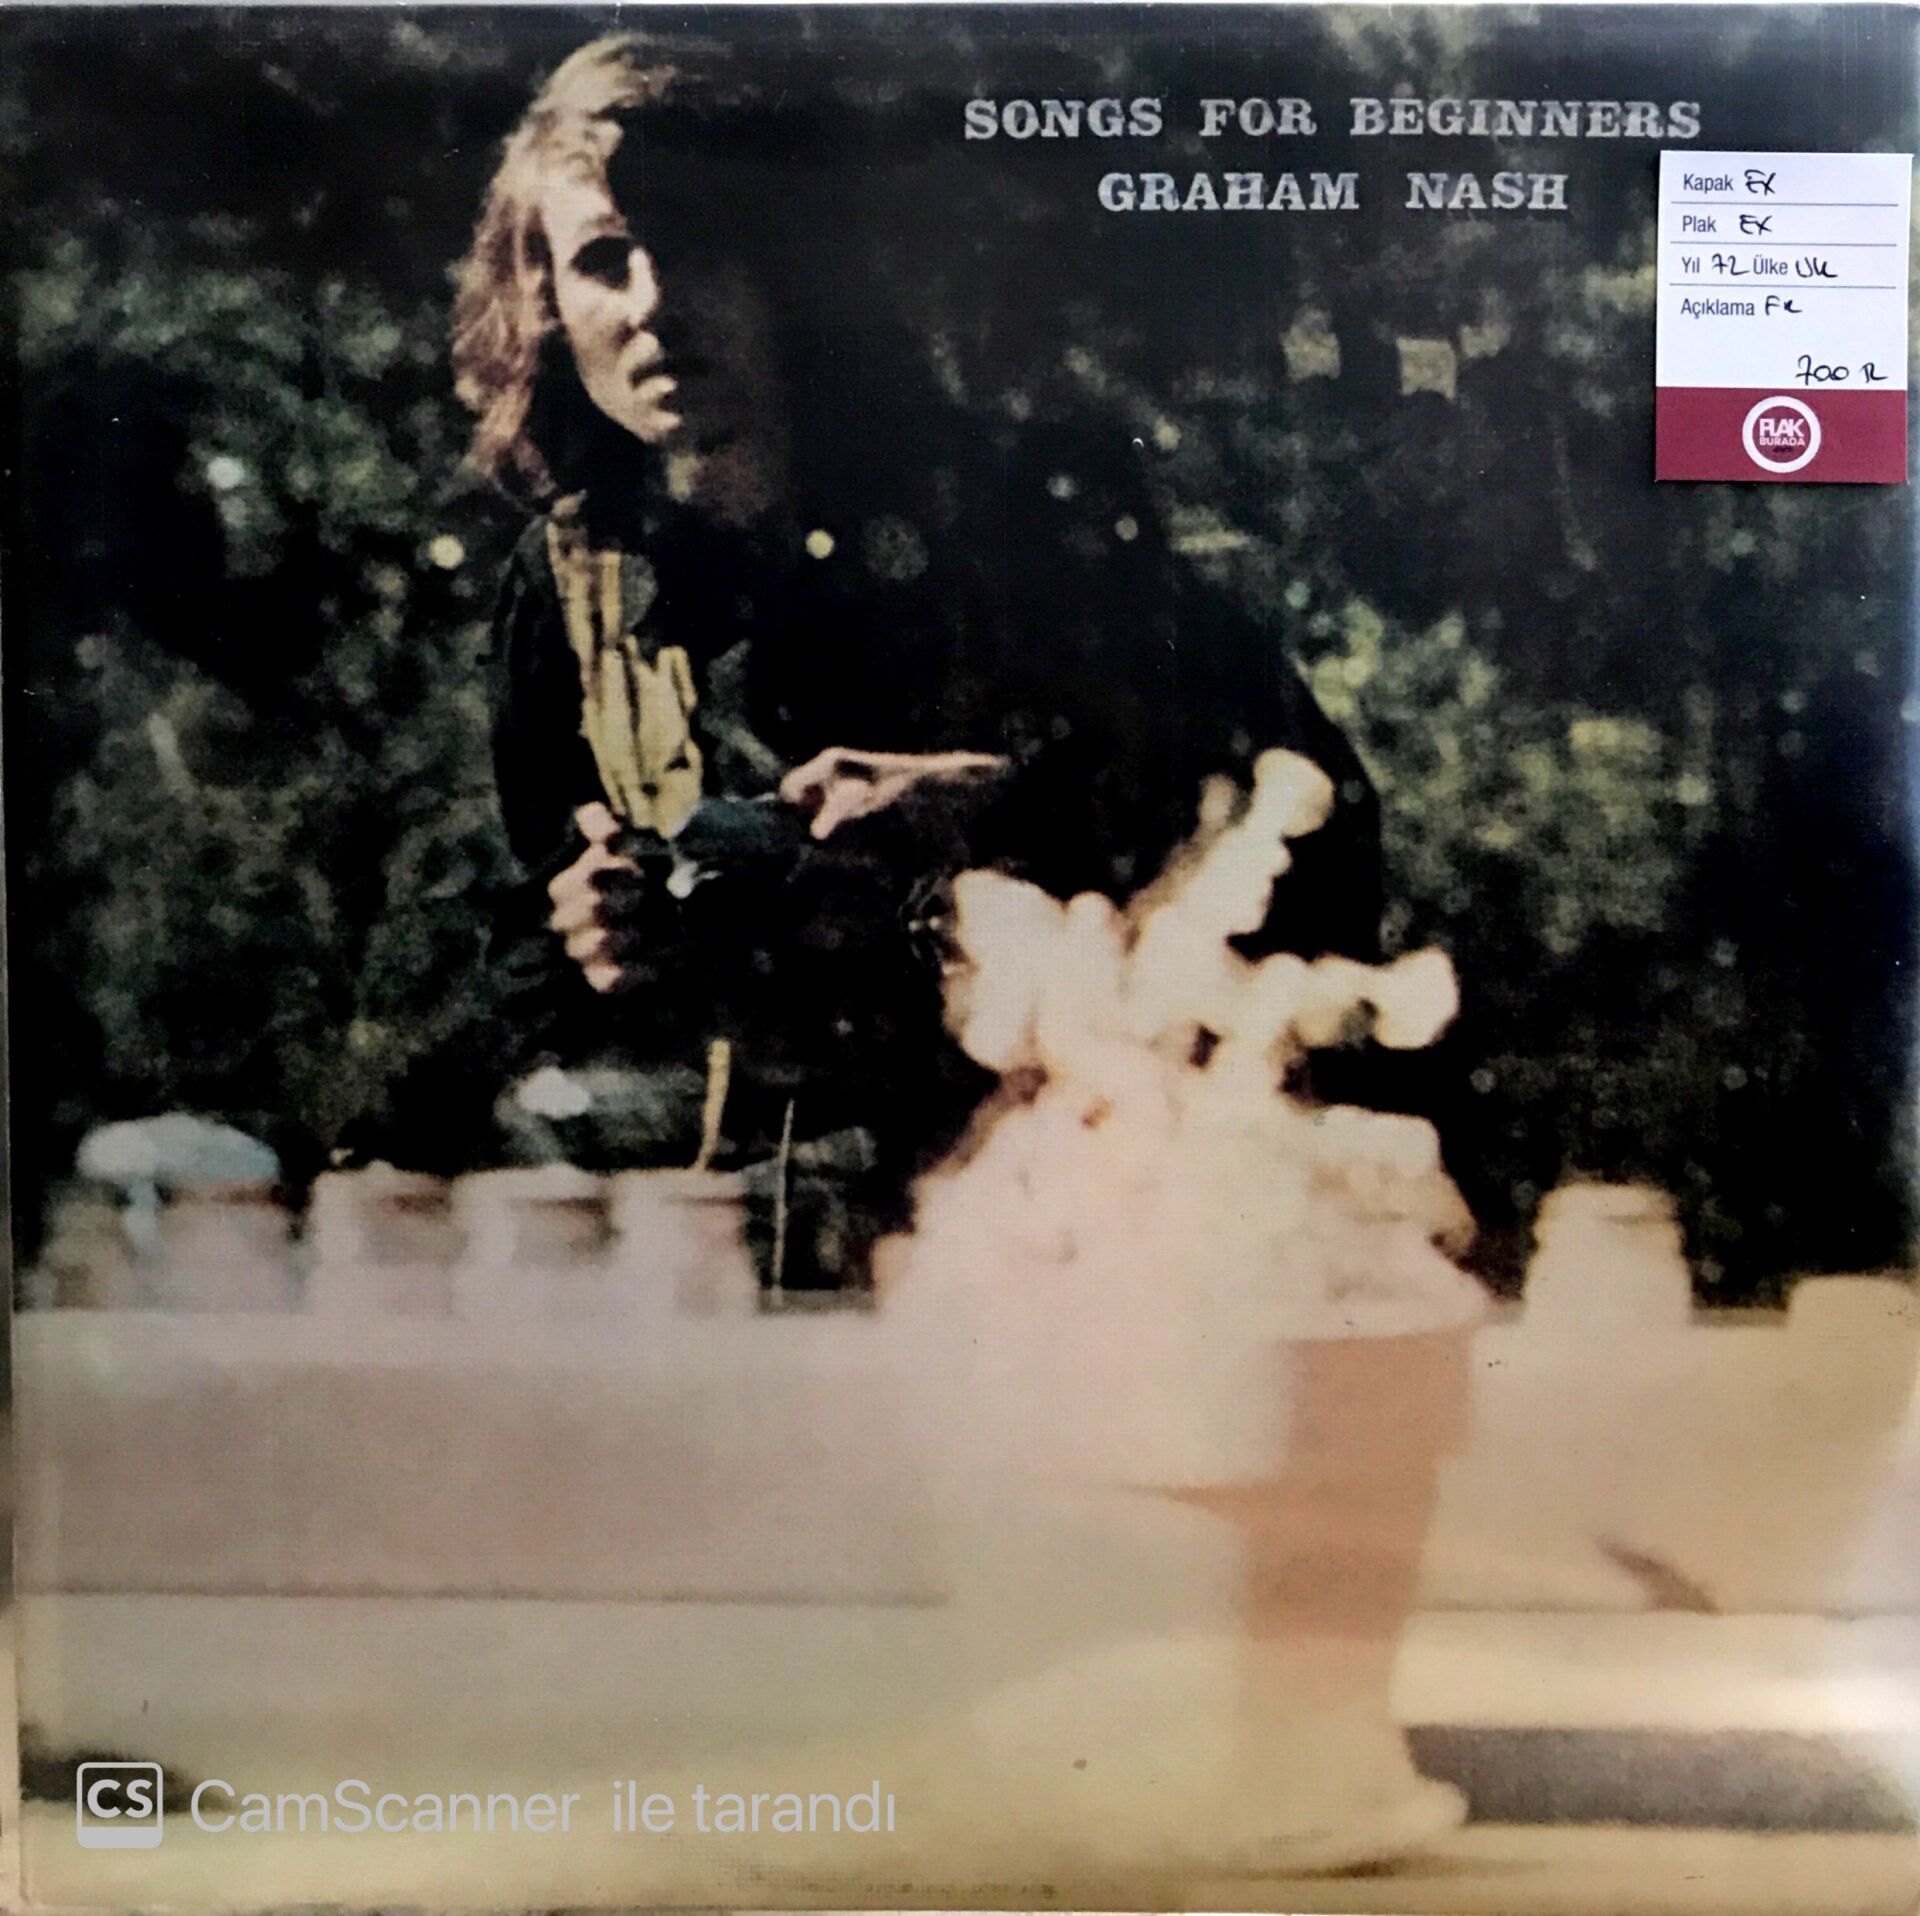 SONGS FOR BEGINNERS
GRAHAM NASH
Kapak EX
Plak EX
Yıl 72 Ülke UK
Açıklama FR
700 TL
PLAK
BURADA
CS CamScanner ile tarandı